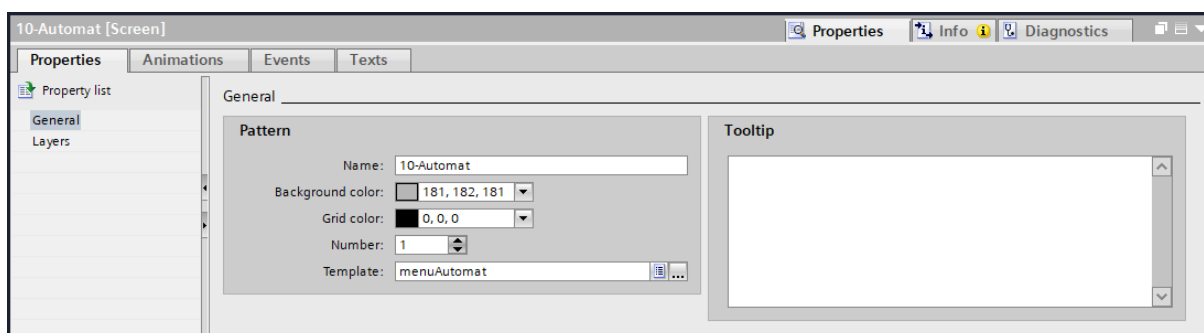 10-Automat [Screen]
Properties Info Diagnostics
Properties Animations Events Texts
Property list
General
Layers
General
Pattern
Name: 10-Automat
Background color: 181, 182, 181
Grid color: 0, 0, 0
Number: 1
Template: menuAutomat
...
Tooltip